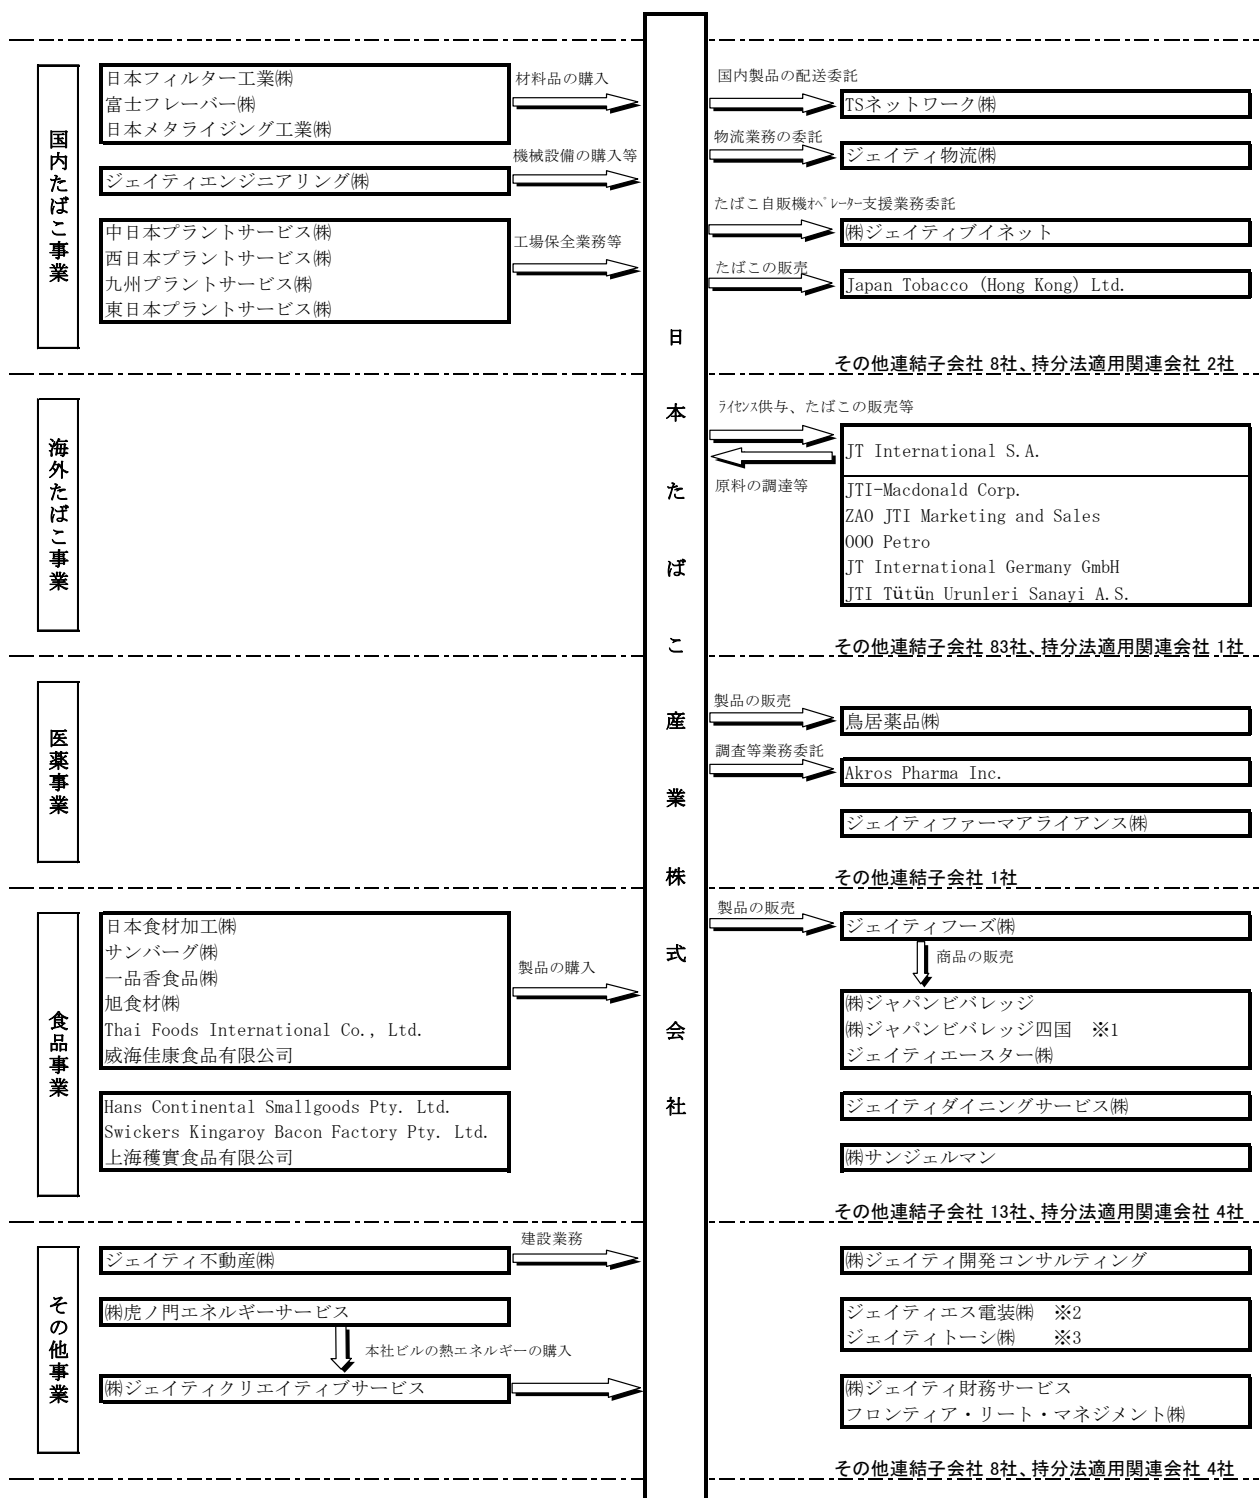 国内たばこ事業
日本フィルター工業㈱
富士フレーバー㈱
日本メタライジング工業㈱
材料品の購入
ジェイティエンジニアリング㈱
機械設備の購入等
中日本プラントサービス㈱
西日本プラントサービス㈱
九州プラントサービス㈱
東日本プラントサービス㈱
工場保全業務等
日本たばこ産業株式会社
国内製品の配送委託
TSネットワーク㈱
物流業務の委託
ジェイティ物流㈱
たばこ自販機ｵﾍﾟﾚｰﾀｰ支援業務委託
㈱ジェイティブイネット
たばこの販売
Japan Tobacco (Hong Kong) Ltd.
その他連結子会社 8社、持分法適用関連会社 2社
海外たばこ事業
ﾗｲｾﾝｽ供与、たばこの販売等
JT International S.A.
原料の調達等
JTI-Macdonald Corp.
ZAO JTI Marketing and Sales
OOO Petro
JT International Germany GmbH
JTI Tütün Urunleri Sanayi A.S.
その他連結子会社 83社、持分法適用関連会社 1社
医薬事業
製品の販売
鳥居薬品㈱
調査等業務委託
Akros Pharma Inc.
ジェイティファーマアライアンス㈱
その他連結子会社 1社
食品事業
日本食材加工㈱
サンバーグ㈱
一品香食品㈱
旭食材㈱
Thai Foods International Co., Ltd.
威海佳康食品有限公司
製品の購入
Hans Continental Smallgoods Pty. Ltd.
Swickers Kingaroy Bacon Factory Pty. Ltd.
上海穫實食品有限公司
製品の販売
ジェイティフーズ㈱
商品の販売
㈱ジャパンビバレッジ
㈱ジャパンビバレッジ四国　※1
ジェイティエースター㈱
ジェイティダイニングサービス㈱
㈱サンジェルマン
その他連結子会社 13社、持分法適用関連会社 4社
その他事業
ジェイティ不動産㈱
建設業務
㈱虎ノ門エネルギーサービス
本社ビルの熱エネルギーの購入
㈱ジェイティクリエイティブサービス
㈱ジェイティ開発コンサルティング
ジェイティエス電装㈱　※2
ジェイティトーシ㈱　　※3
㈱ジェイティ財務サービス
フロンティア・リート・マネジメント㈱
その他連結子会社 8社、持分法適用関連会社 4社